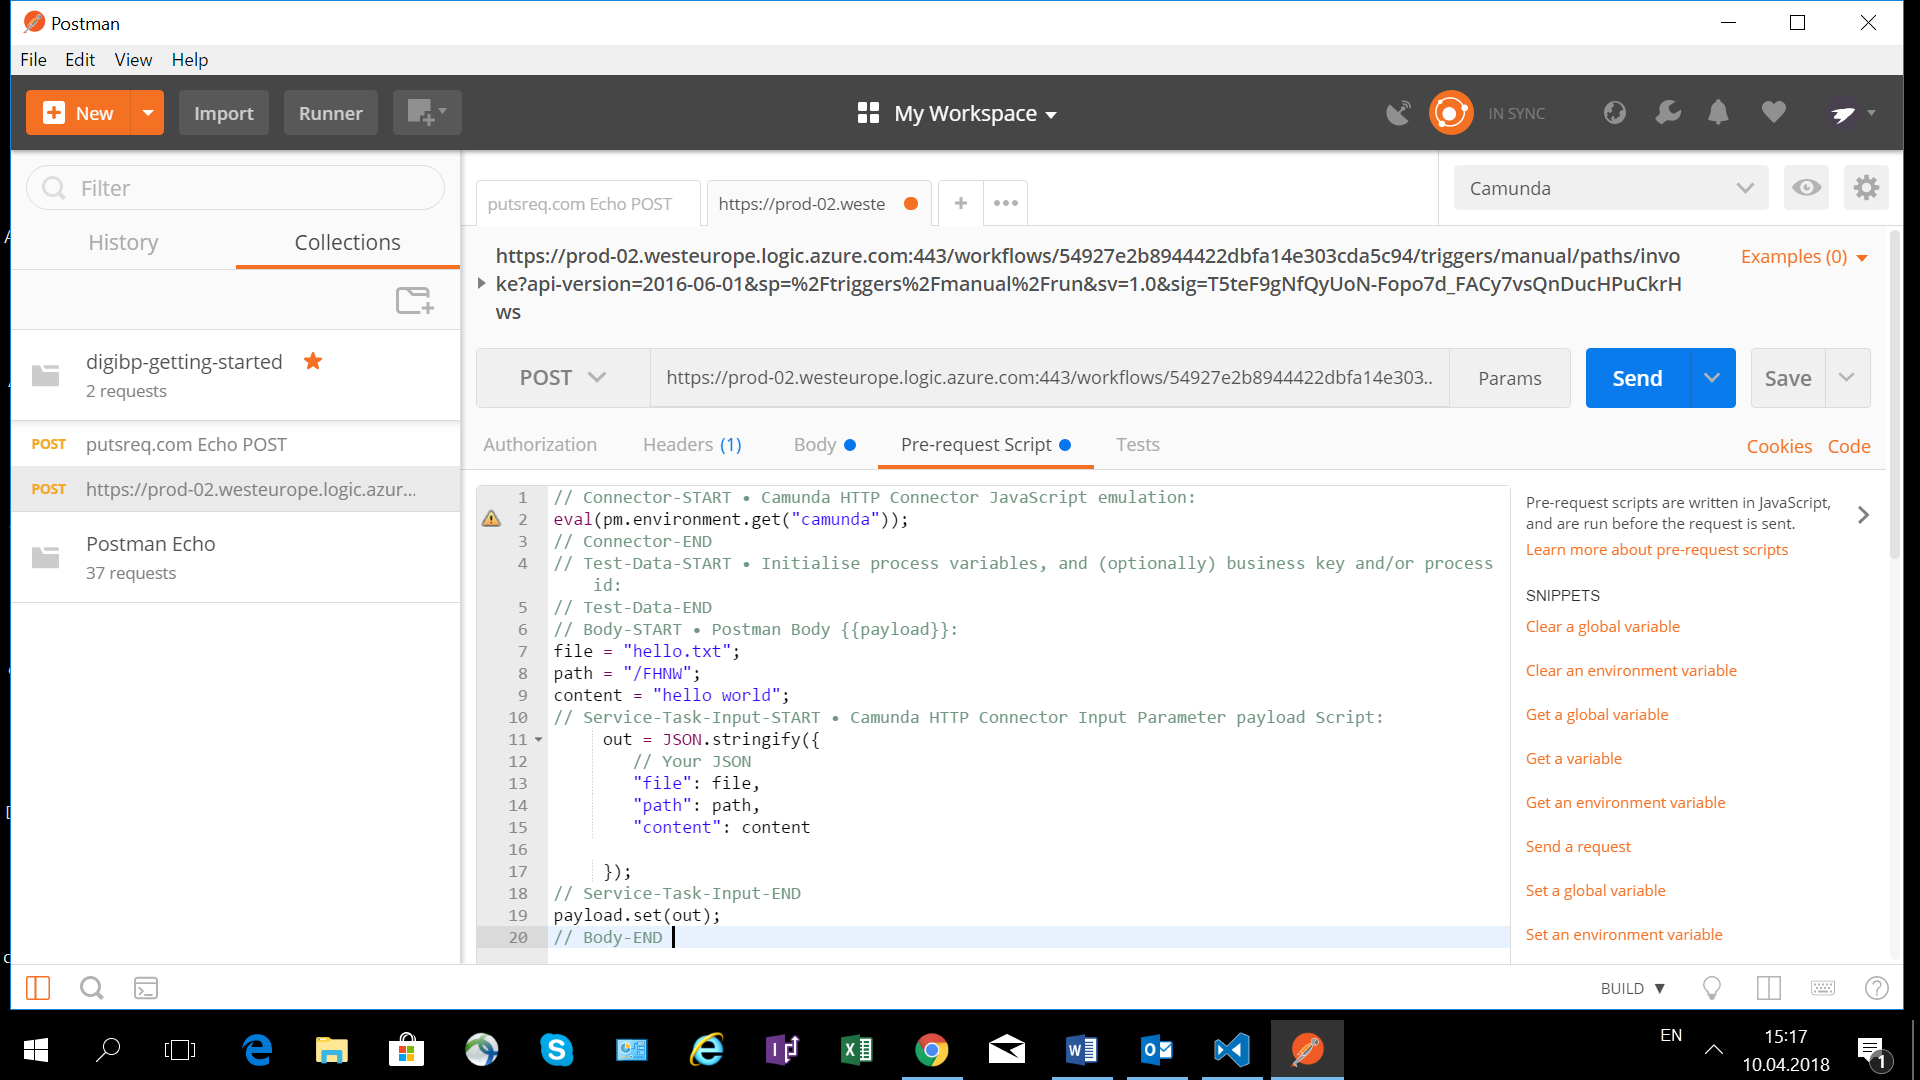 Postman
File Edit View Help
New Import Runner My Workspace IN SYNC
Filter
History Collections
digibp-getting-started
2 requests
POST putsreq.com Echo POST
POST https://prod-02.westeurope.logic.azur...
Postman Echo
37 requests
putsreq.com Echo POST https://prod-02.weste + •••
Camunda
https://prod-02.westeurope.logic.azure.com:443/workflows/54927e2b8944422dbfa14e303cda5c94/triggers/manual/paths/invo
ke?api-version=2016-06-01&sp=%2Ftriggers%2Fmanual%2Frun&sv=1.0&sig=T5teF9gNfQyUoN-Fopo7d_FACy7vsQnDucHPuCkrH
ws
Examples (0)
POST https://prod-02.westeurope.logic.azure.com:443/workflows/54927e2b8944422dbfa14e303.. Params Send Save
Authorization Headers (1) Body Pre-request Script Tests Cookies Code
1 // Connector-START • Camunda HTTP Connector JavaScript emulation:
2 eval(pm.environment.get("camunda"));
3 // Connector-END
4 // Test-Data-START • Initialise process variables, and (optionally) business key and/or process
id:
5 // Test-Data-END
6 // Body-START • Postman Body {{payload}}:
7 file = "hello.txt";
8 path = "/FHNW";
9 content = "hello world";
10 // Service-Task-Input-START • Camunda HTTP Connector Input Parameter payload Script:
11 out = JSON.stringify({
12 // Your JSON
13 "file": file,
14 "path": path,
15 "content": content
16
17 });
18 // Service-Task-Input-END
19 payload.set(out);
20 // Body-END
Pre-request scripts are written in JavaScript,
and are run before the request is sent.
Learn more about pre-request scripts
SNIPPETS
Clear a global variable
Clear an environment variable
Get a global variable
Get a variable
Get an environment variable
Send a request
Set a global variable
Set an environment variable
BUILD
EN
15:17
10.04.2018
1